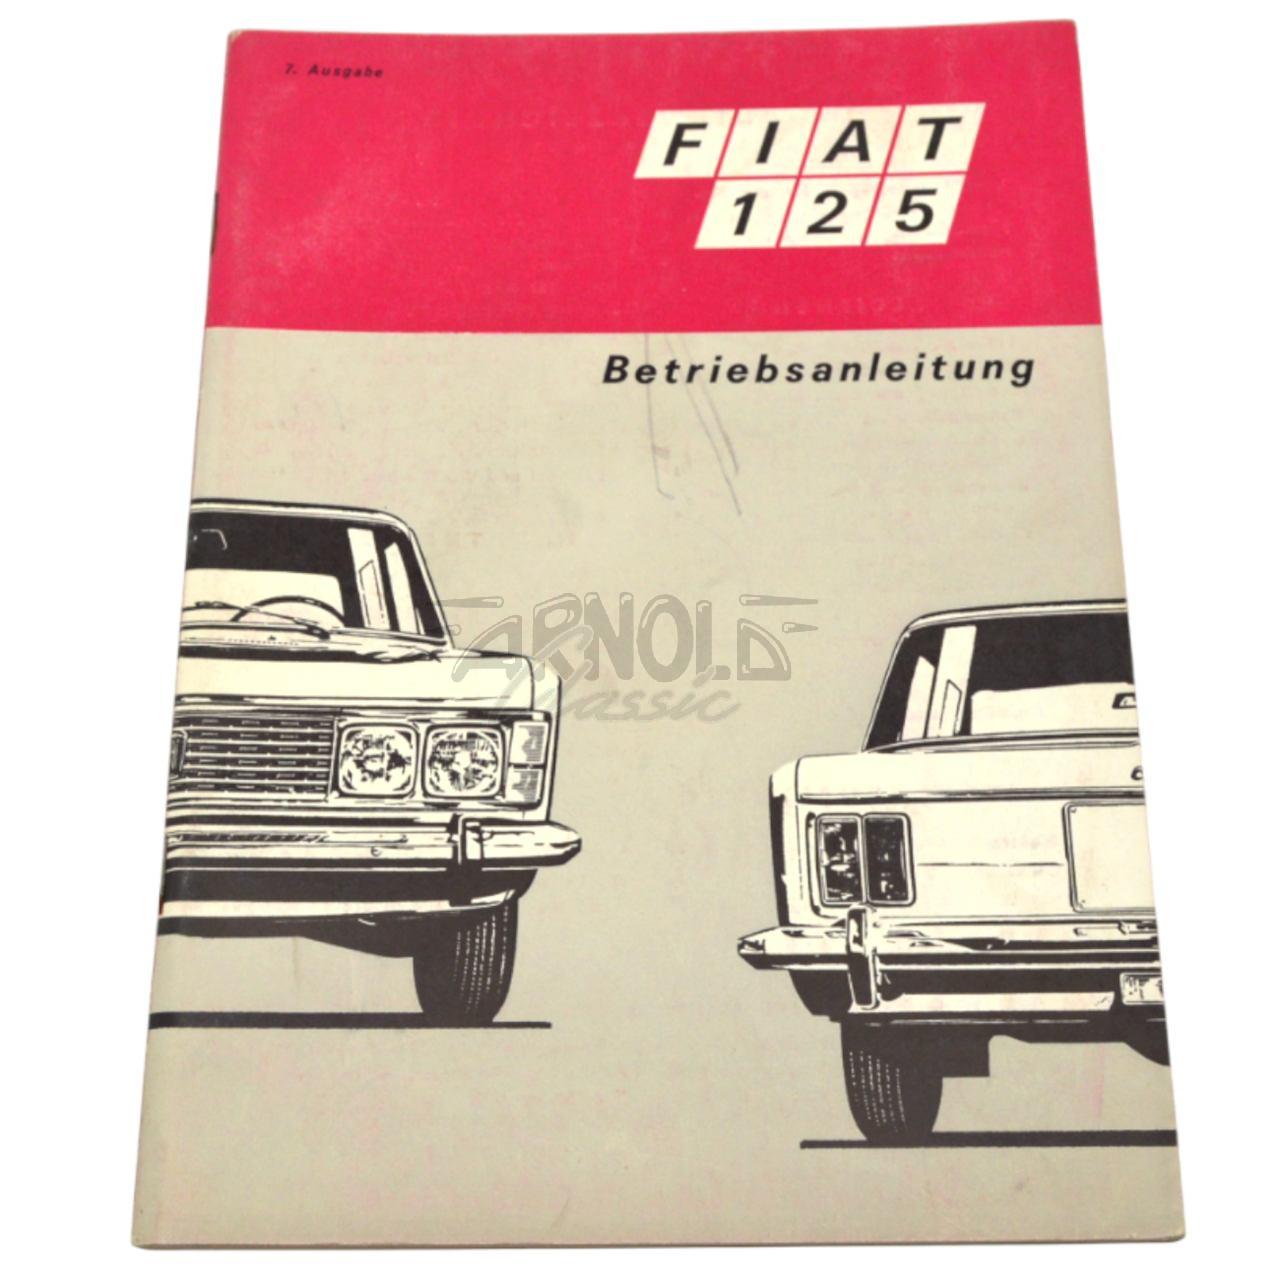 7. Ausgabe
FIAT
125
Betriebsanleitung
ARNOLD
Classic